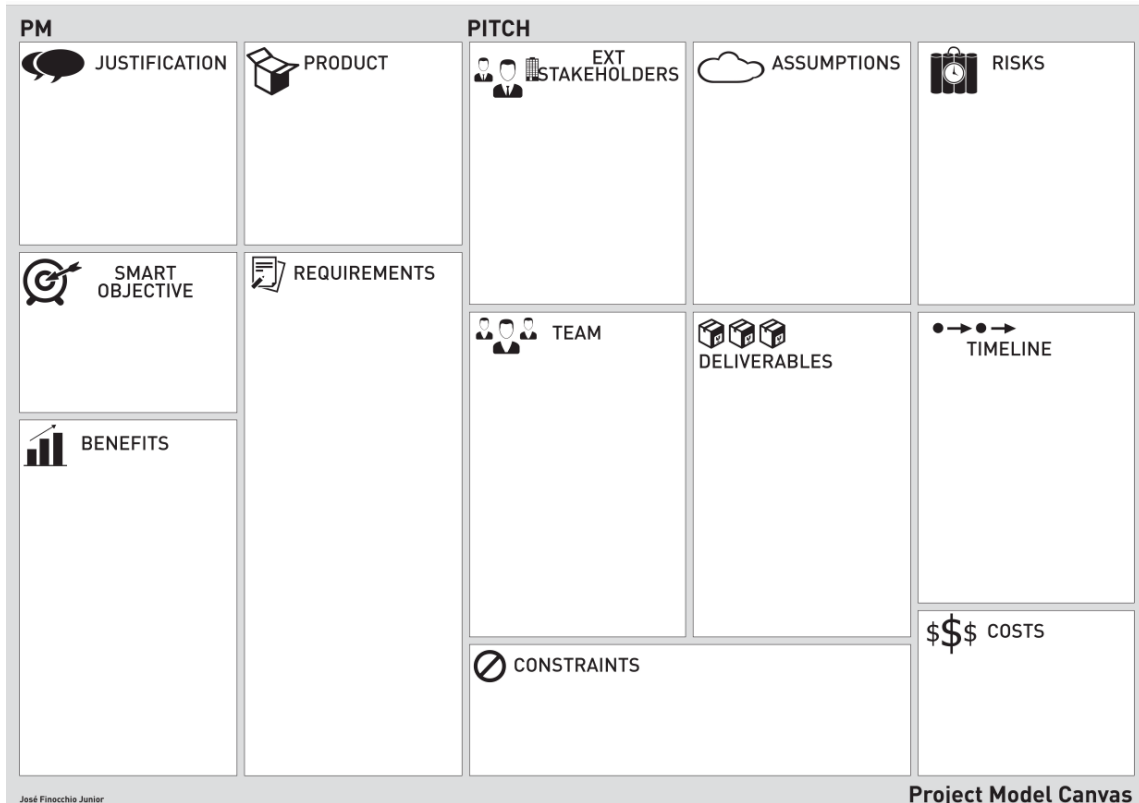 PM
PITCH
JUSTIFICATION
PRODUCT
EXT
STAKEHOLDERS
ASSUMPTIONS
RISKS
SMART
OBJECTIVE
REQUIREMENTS
TEAM
DELIVERABLES
TIMELINE
BENEFITS
$$$ COSTS
CONSTRAINTS
José Finocchio Junior
Project Model Canvas